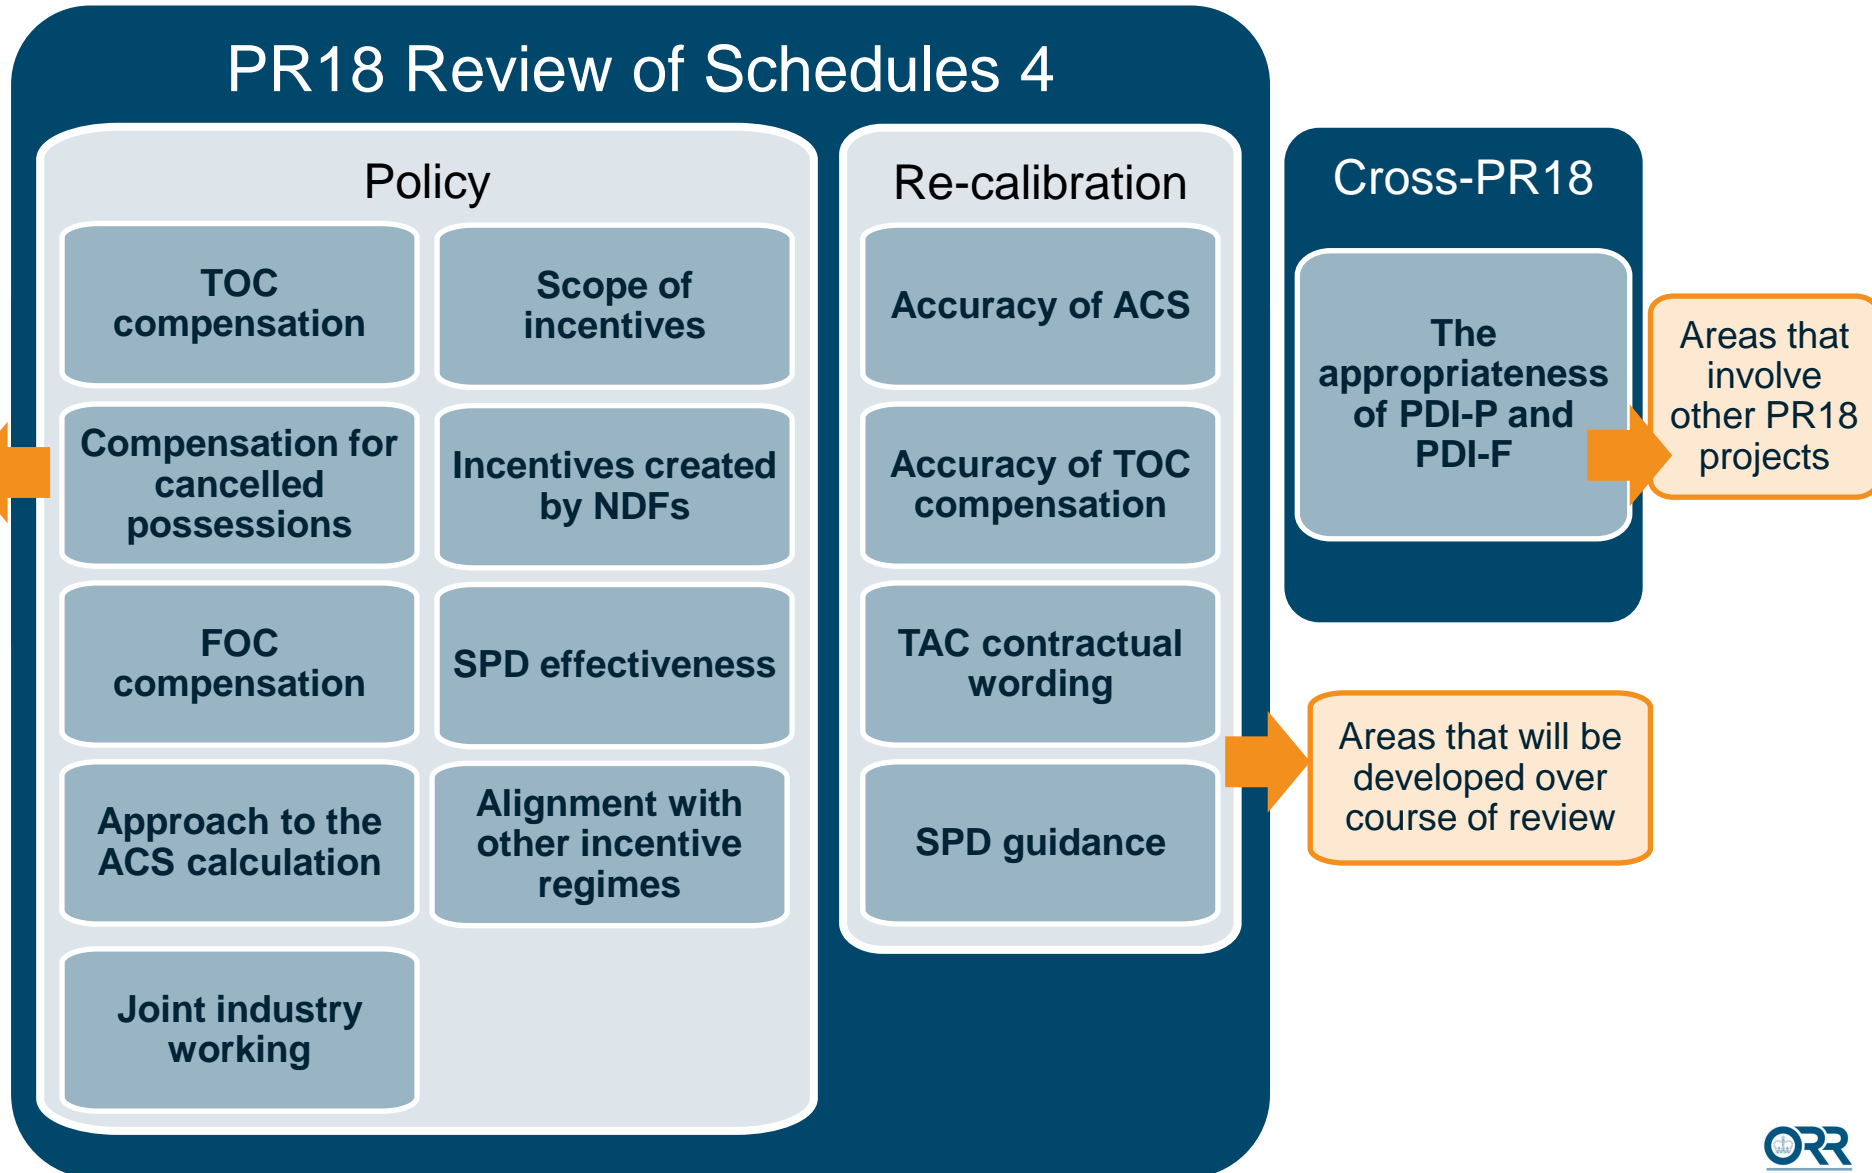 PR18 Review of Schedules 4
Policy
TOC
compensation
Scope of
incentives
Compensation for
cancelled
possessions
Incentives created
by NDFs
FOC
compensation
SPD effectiveness
Approach to the
ACS calculation
Alignment with
other incentive
regimes
Joint industry
working
Re-calibration
Accuracy of ACS
Accuracy of TOC
compensation
TAC contractual
wording
SPD guidance
Cross-PR18
The
appropriateness
of PDI-P and
PDI-F
Areas that
involve
other PR18
projects
Areas that will be
developed over
course of review
ORR